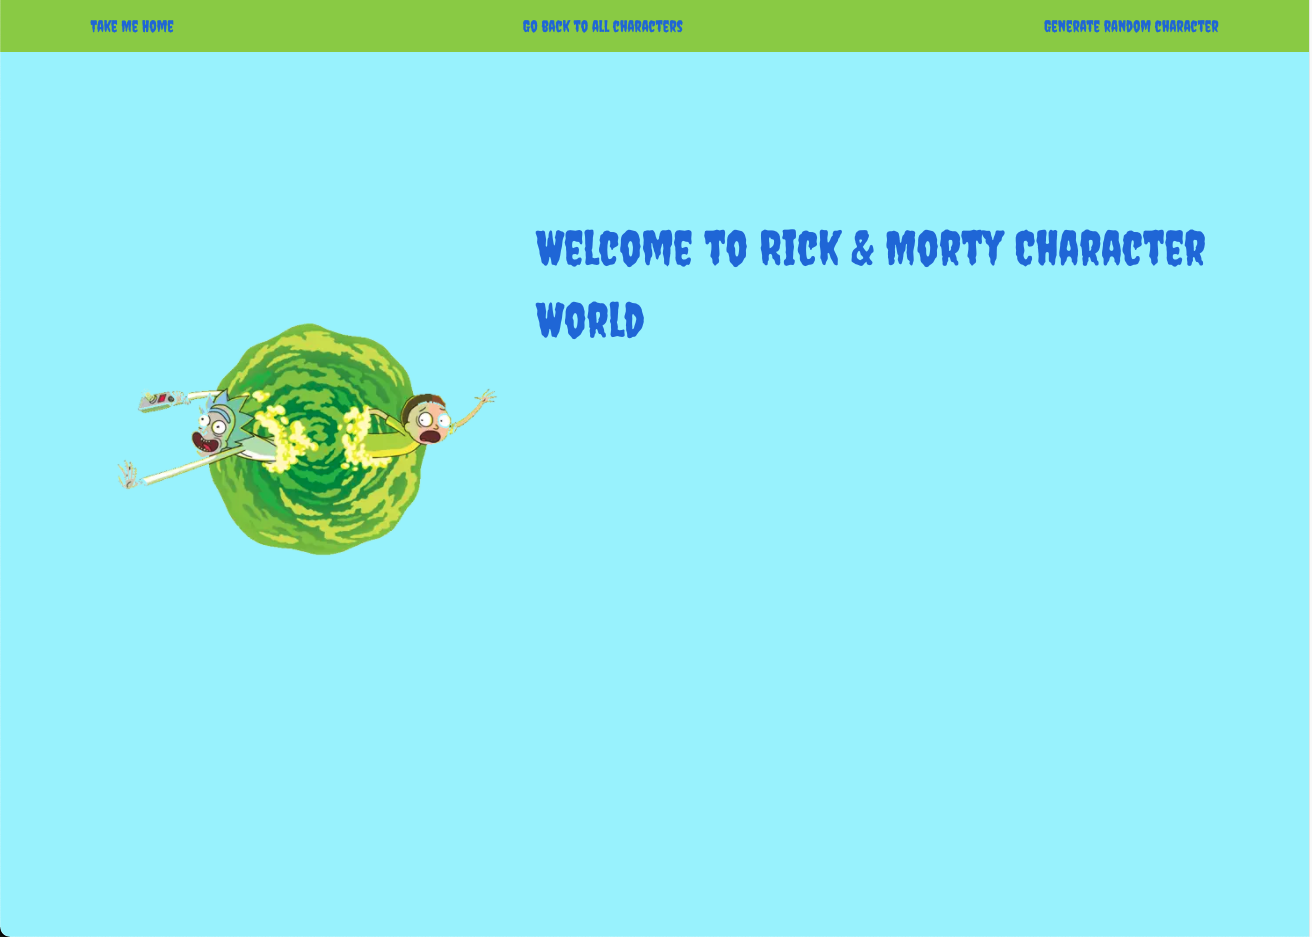 TAKE ME HOME
GO BACK TO ALL CHARACTERS
GENERATE RANDOM CHARACTER
WELCOME TO RICK & MORTY CHARACTER
WORLD